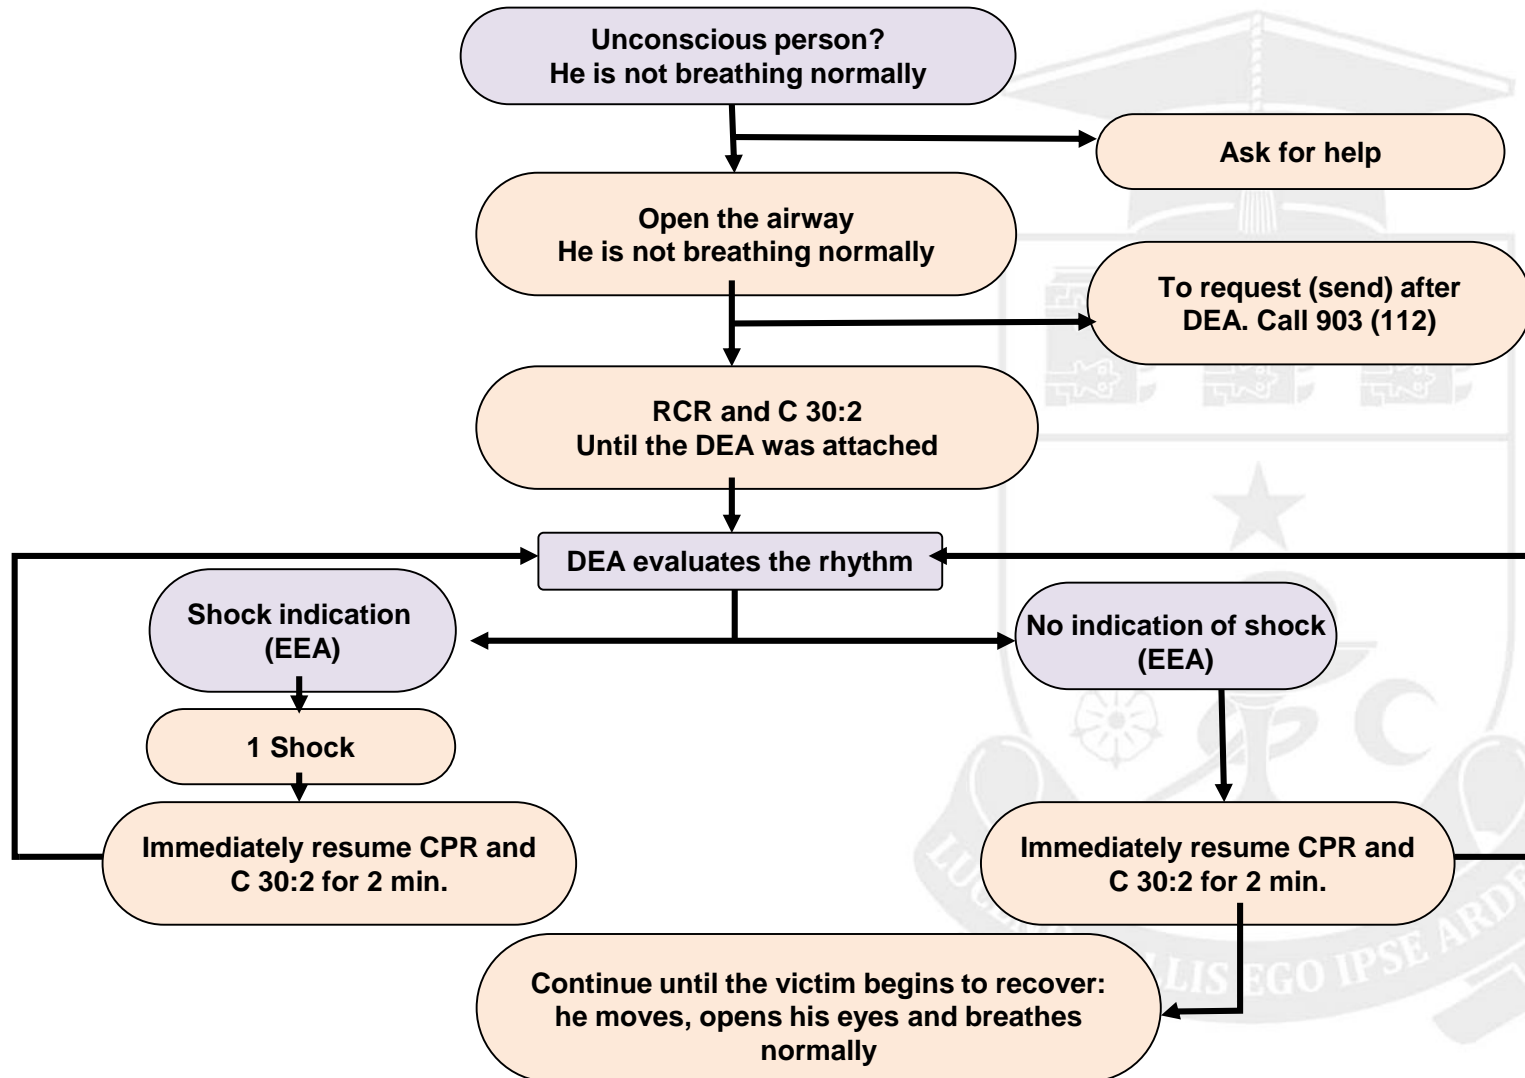 Unconscious person?
He is not breathing normally
Ask for help
Open the airway
He is not breathing normally
To request (send) after
DEA. Call 903 (112)
RCR and C 30:2
Until the DEA was attached
DEA evaluates the rhythm
Shock indication
(EEA)
No indication of shock
(EEA)
1 Shock
Immediately resume CPR and
C 30:2 for 2 min.
Immediately resume CPR and
C 30:2 for 2 min.
Continue until the victim begins to recover:
he moves, opens his eyes and breathes
normally
LIS EGO IPSE